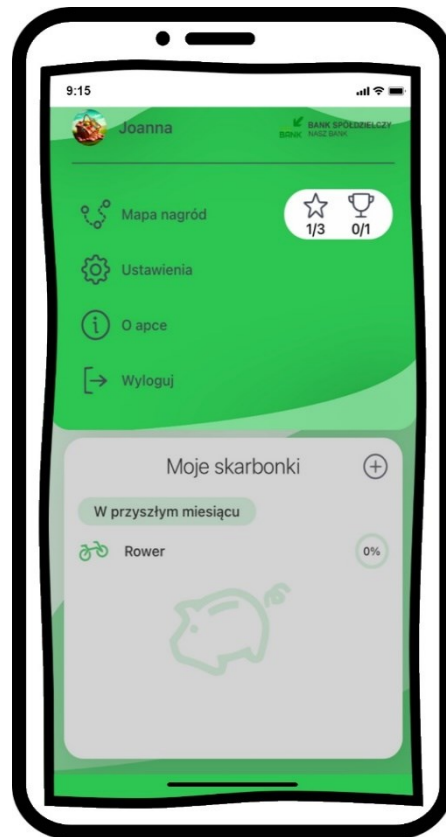 9:15
Joanna
BANK
BANK SPÓŁDZIELCZY
NASZ BANK
Mapa nagród
1/3
0/1
Ustawienia
O apce
Wyloguj
Moje skarbonki
W przyszłym miesiącu
Rower
0%